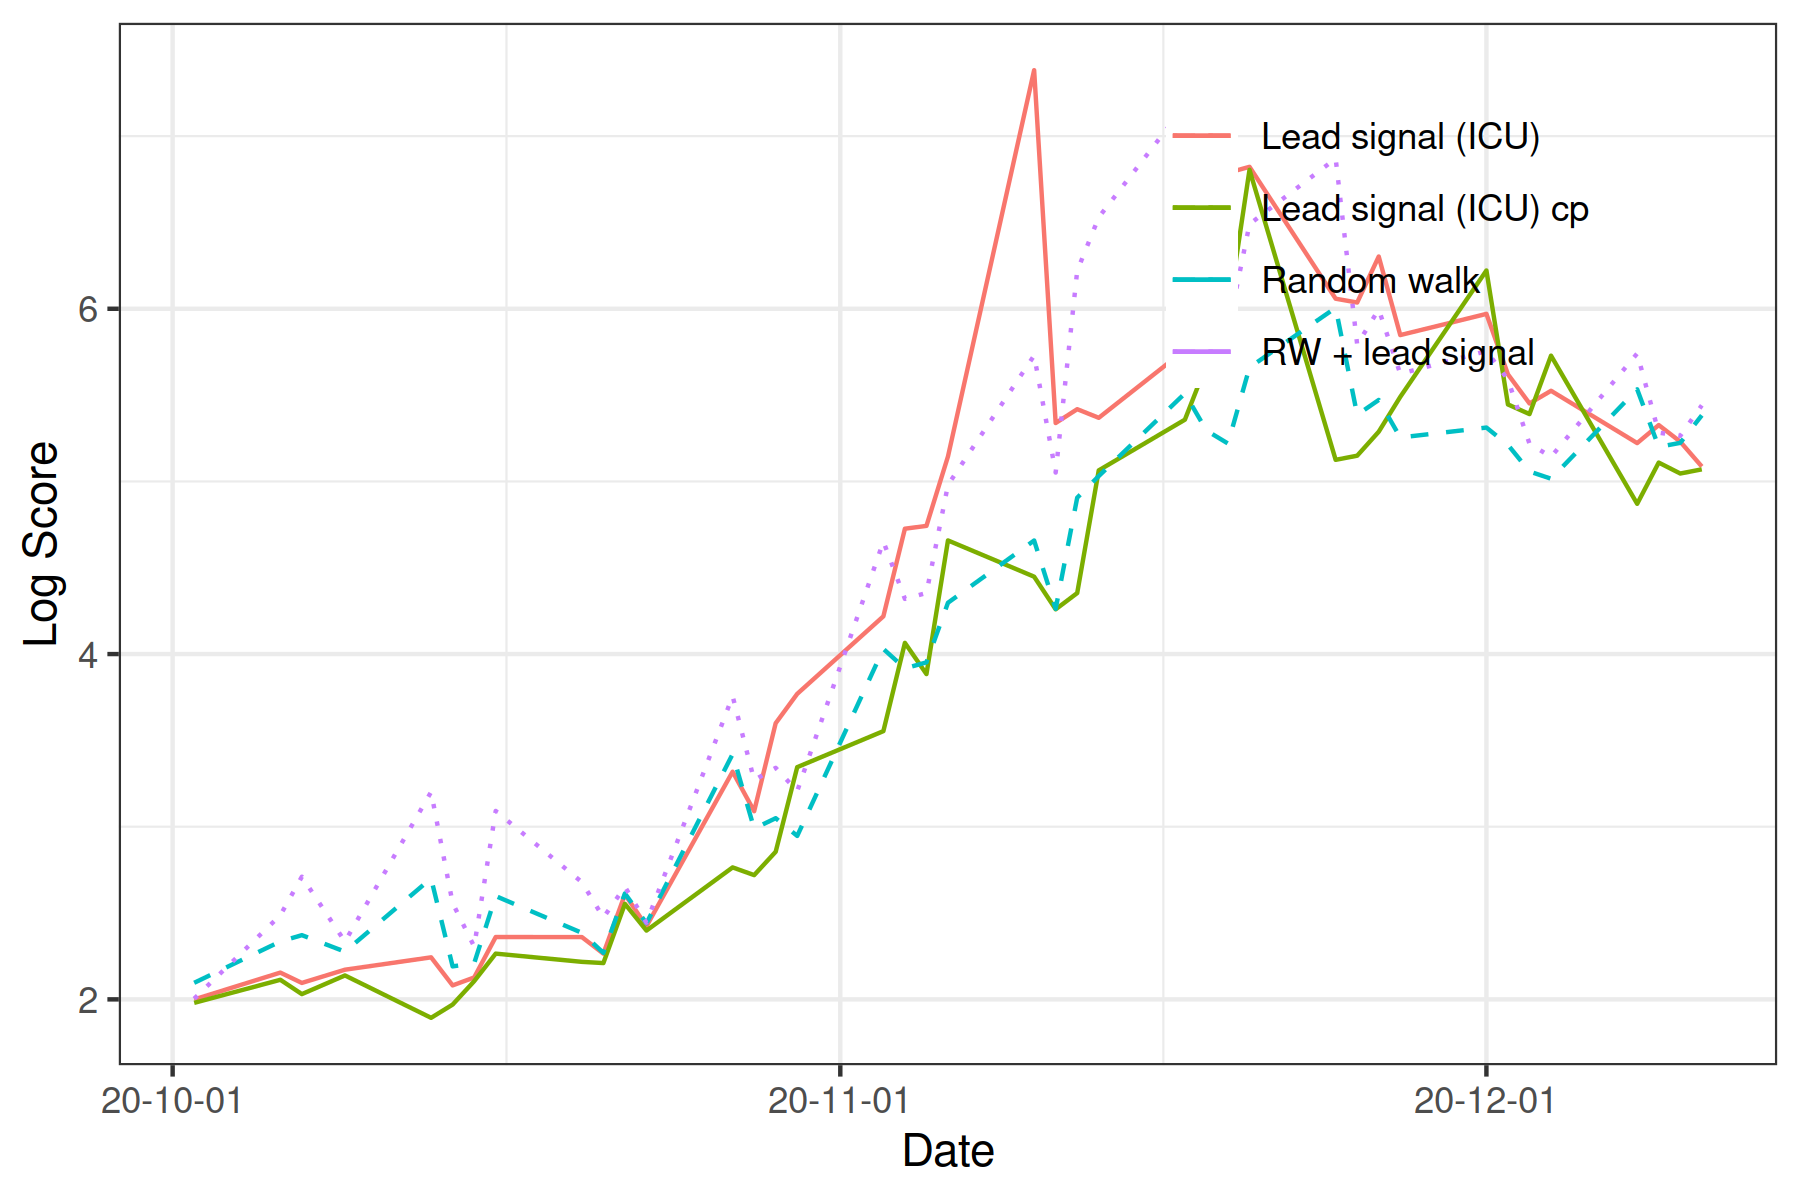 Lead signal (ICU)
Lead signal (ICU) cp
Random walk
RW + lead signal
6
4
2
Log Score
20-10-01
20-11-01
20-12-01
Date